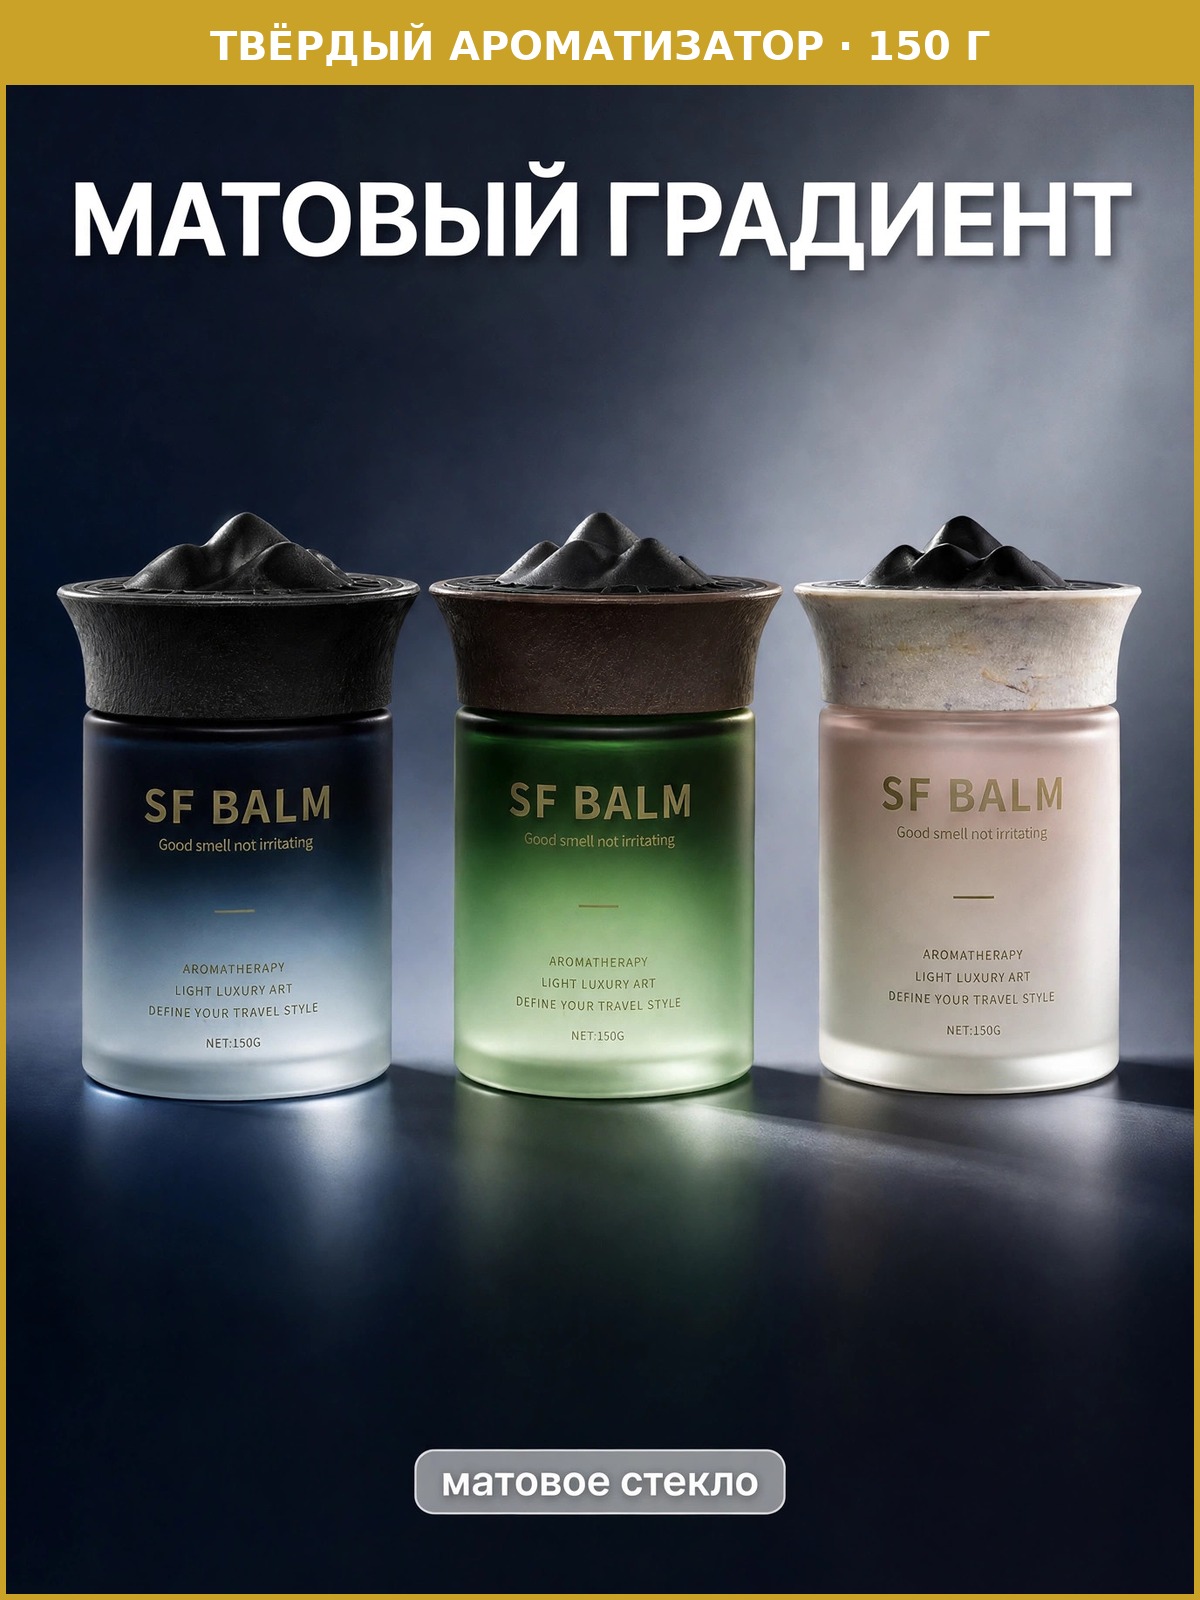 ТВЁРДЫЙ АРОМАТИЗАТОР · 150 Г
МАТОВЫЙ ГРАДИЕНТ
SF BALM
Good smell not irritating
AROMATHERAPY
LIGHT LUXURY ART
DEFINE YOUR TRAVEL STYLE
NET:150G
SF BALM
Good smell not irritating
AROMATHERAPY
LIGHT LUXURY ART
DEFINE YOUR TRAVEL STYLE
NET:150G
SF BALM
Good smell not irritating
AROMATHERAPY
LIGHT LUXURY ART
DEFINE YOUR TRAVEL STYLE
NET:150G
матовое стекло